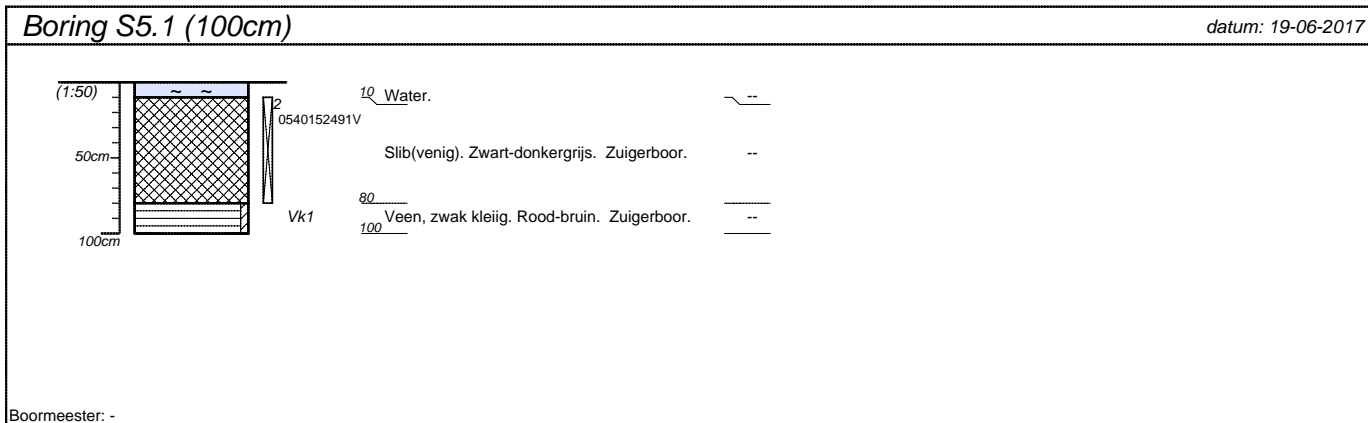 Boring S5.1 (100cm)
datum: 19-06-2017
(1:50)
~ ~
10 Water. --
2
0540152491V
50cm
Slib(venig). Zwart-donkergrijs. Zuigerboor. --
80
Vk1
Veen, zwak kleiig. Rood-bruin. Zuigerboor. --
100
100cm
Boormeester: -